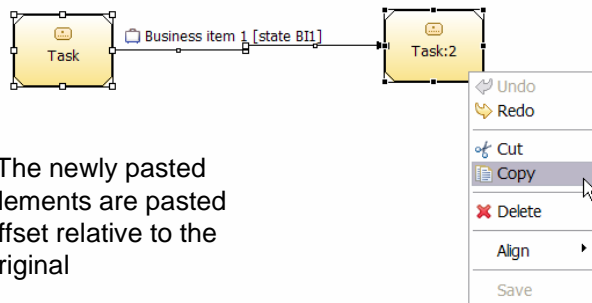 Business item 1 [state BI1]
Task
Task:2
Undo
Redo
Cut
Copy
Delete
Align
Save
The newly pasted
lements are pasted
ffset relative to the
riginal